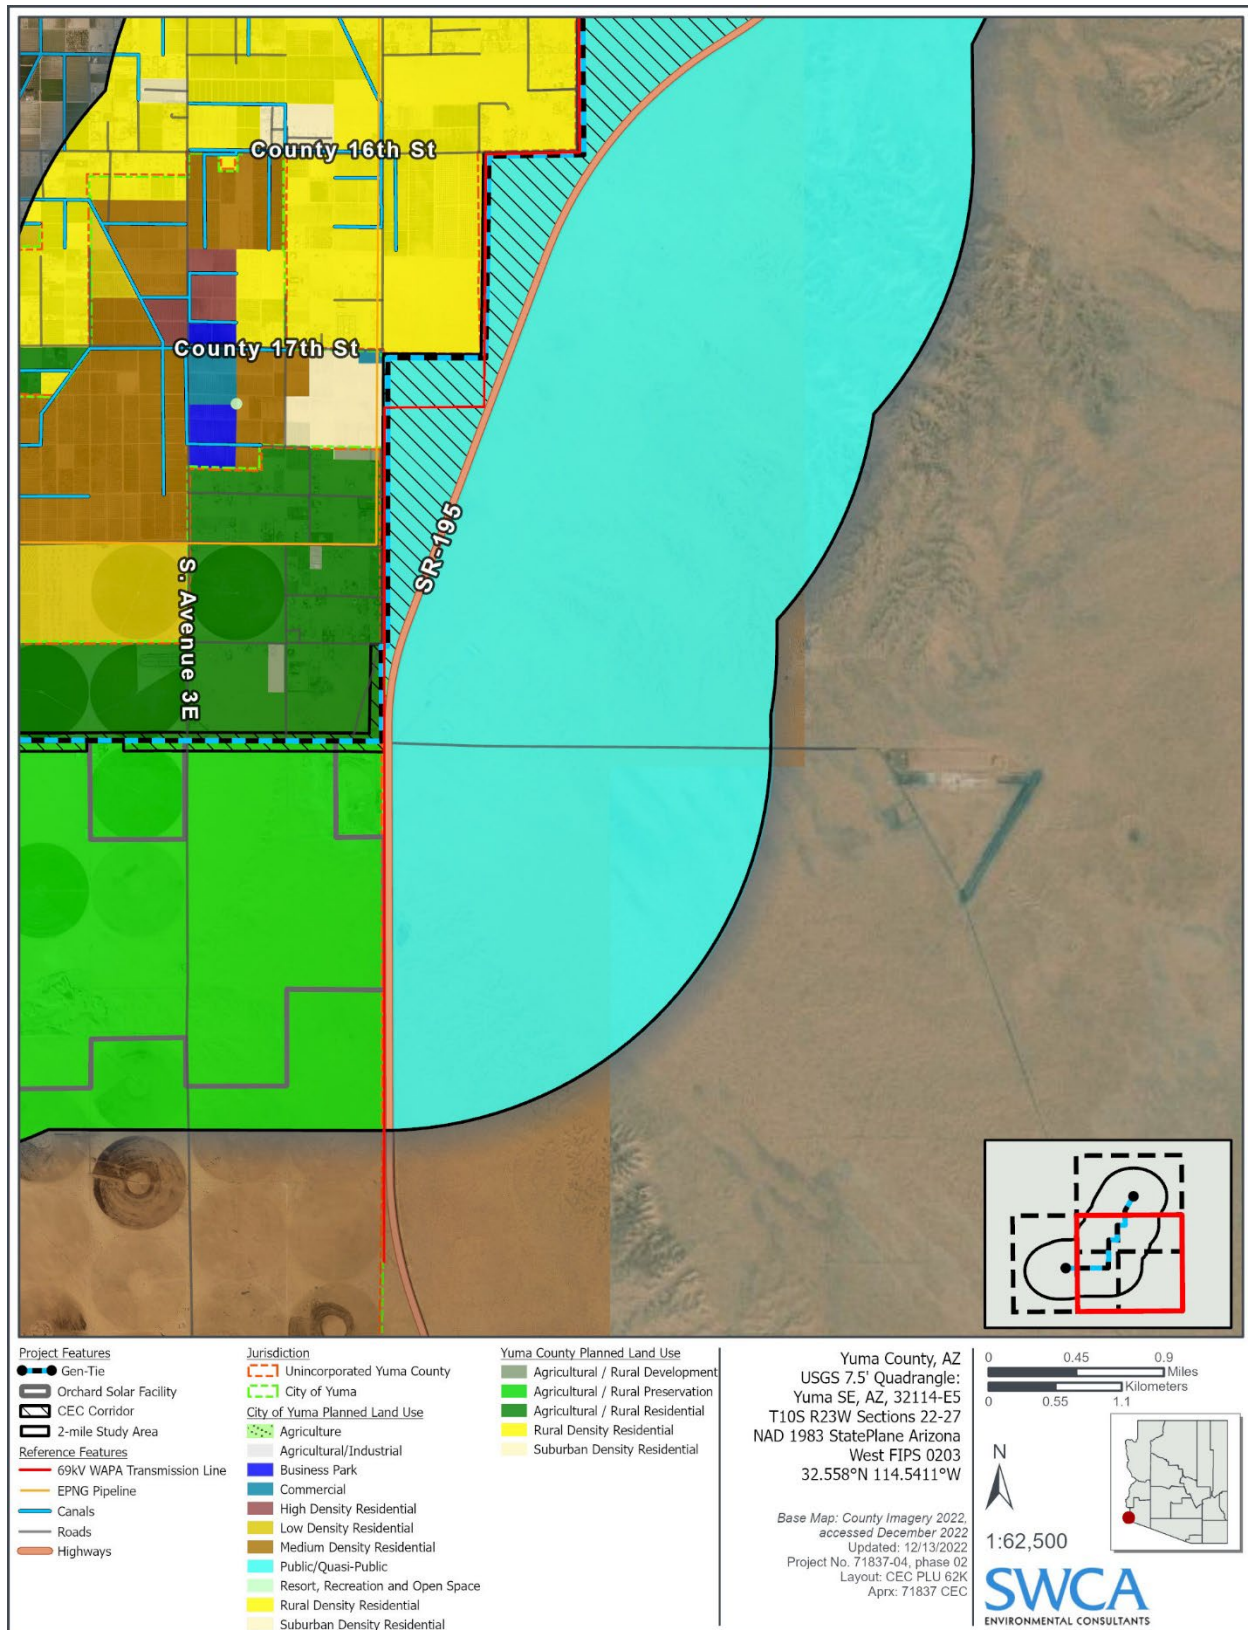 County 16th St
County 17th St
SR-195
S. Avenue 3E
Project Features
Gen-Tie
Orchard Solar Facility
CEC Corridor
2-mile Study Area
Reference Features
69kV WAPA Transmission Line
EPNG Pipeline
Canals
Roads
Highways
Jurisdiction
Unincorporated Yuma County
City of Yuma
City of Yuma Planned Land Use
Agriculture
Agricultural/Industrial
Business Park
Commercial
High Density Residential
Low Density Residential
Medium Density Residential
Public/Quasi-Public
Resort, Recreation and Open Space
Rural Density Residential
Suburban Density Residential
Yuma County Planned Land Use
Agricultural / Rural Development
Agricultural / Rural Preservation
Agricultural / Rural Residential
Rural Density Residential
Suburban Density Residential
Yuma County, AZ
USGS 7.5' Quadrangle:
Yuma SE, AZ, 32114-E5
T10S R23W Sections 22-27
NAD 1983 StatePlane Arizona
West FIPS 0203
32.558°N 114.5411°W
Base Map: County Imagery 2022,
accessed December 2022
Updated: 12/13/2022
Project No. 71837-04, phase 02
Layout: CEC PLU 62K
Aprx: 71837 CEC
0 0.45 0.9
Miles
Kilometers
0 0.55 1.1
N
1:62,500
SWCA
ENVIRONMENTAL CONSULTANTS